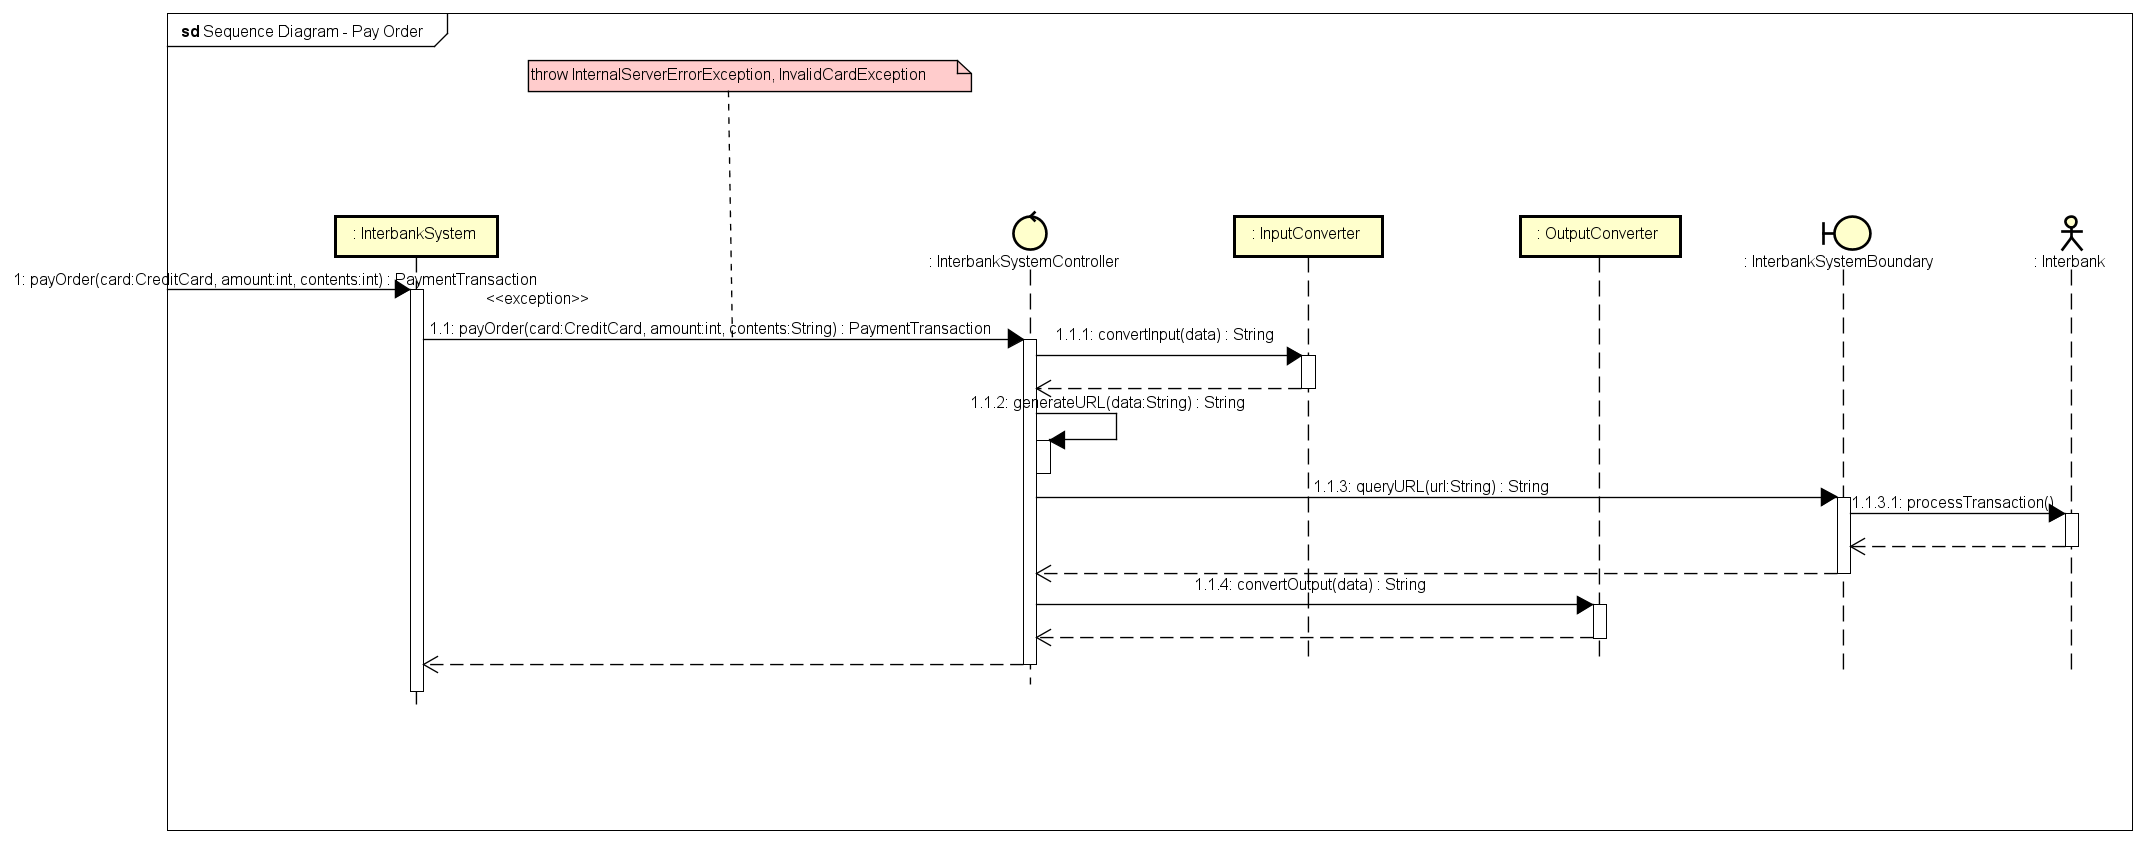 sd Sequence Diagram - Pay Order
throw InternalServerErrorException, InvalidCardException
: InterbankSystem
: InterbankSystemController
: InputConverter
: OutputConverter
: InterbankSystemBoundary
: Interbank
1: payOrder(card:CreditCard, amount:int, contents:int) : PaymentTransaction
<<exception>>
1.1: payOrder(card:CreditCard, amount:int, contents:String) : PaymentTransaction
1.1.1: convertInput(data) : String
1.1.2: generateURL(data:String) : String
1.1.3: queryURL(url:String) : String
1.1.3.1: processTransaction()
1.1.4: convertOutput(data) : String